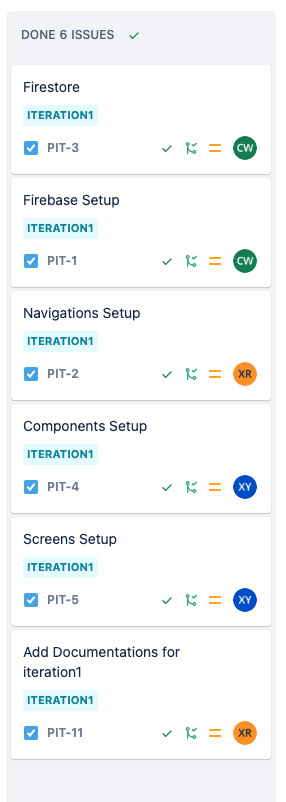 DONE 6 ISSUES
Firestore
ITERATION1
PIT-3 CW
Firebase Setup
ITERATION1
PIT-1 CW
Navigations Setup
ITERATION1
PIT-2 XR
Components Setup
ITERATION1
PIT-4 XY
Screens Setup
ITERATION1
PIT-5 XY
Add Documentations for
iteration1
ITERATION1
PIT-11 XR